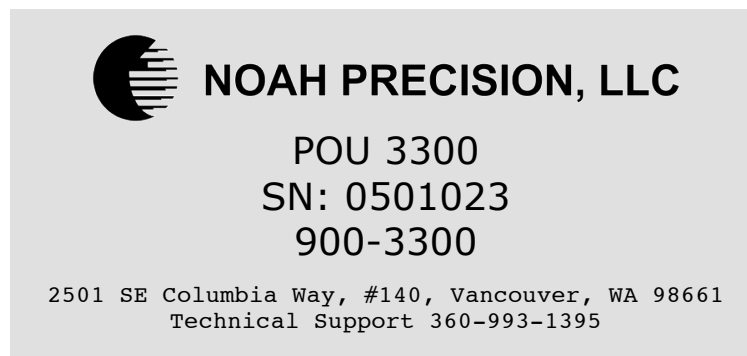 NOAH PRECISION, LLC
POU 3300
SN: 0501023
900-3300
2501 SE Columbia Way, #140, Vancouver, WA 98661
Technical Support 360-993-1395